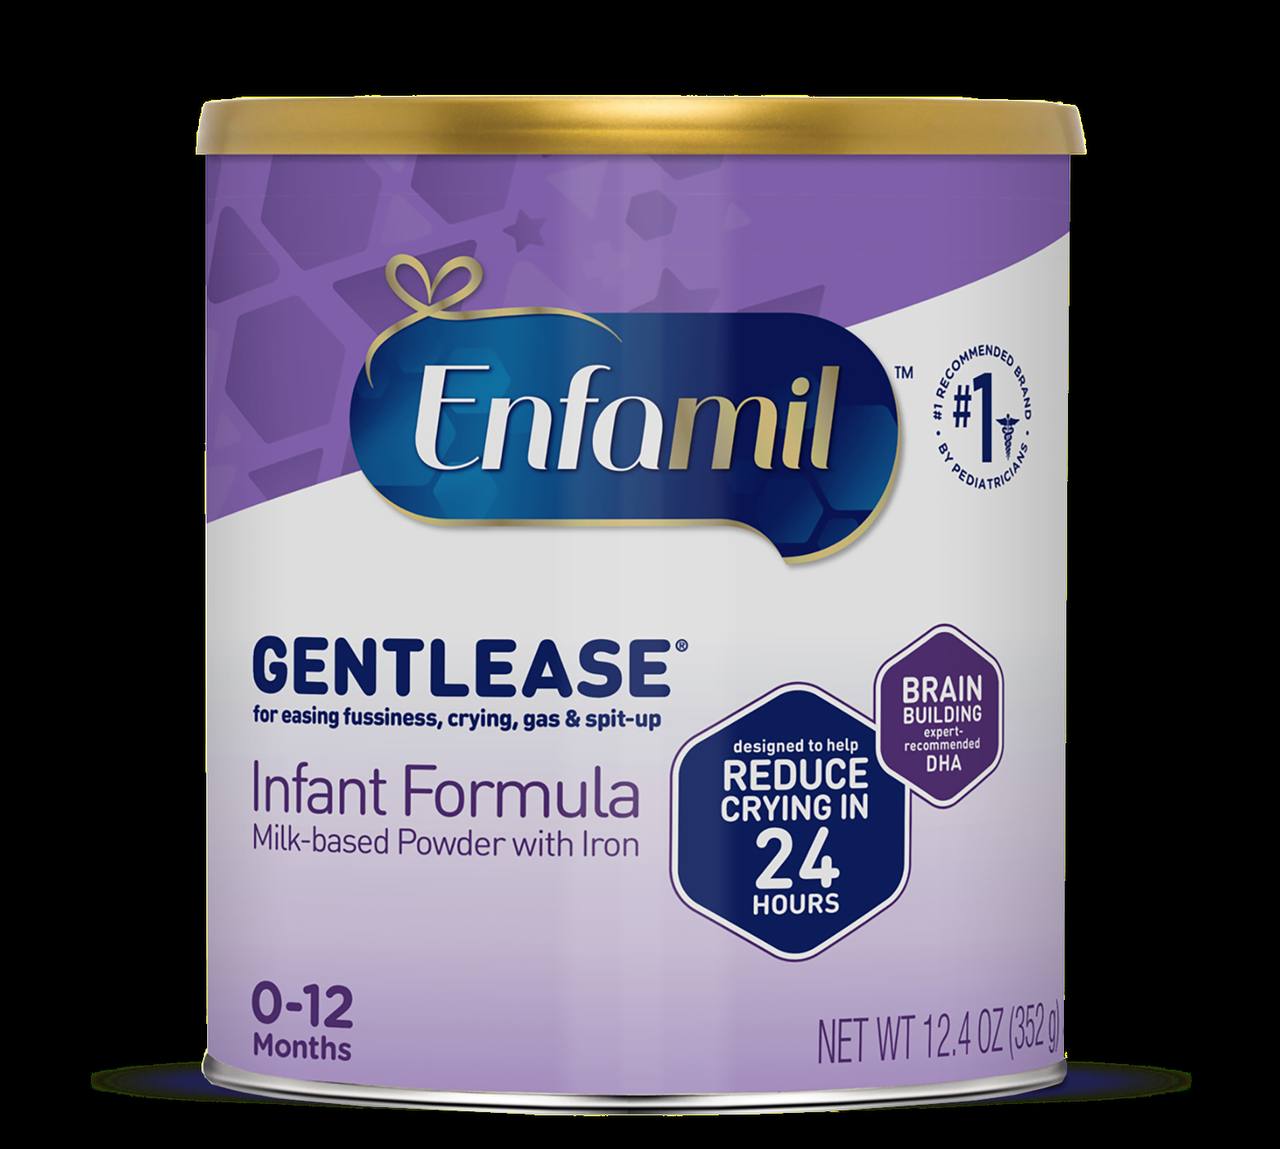 Enfamil™
#1 RECOMMENDED BRAND
#1
• BY PEDIATRICIANS •
GENTLEASE®
for easing fussiness, crying, gas & spit-up
Infant Formula
Milk-based Powder with Iron
BRAIN
BUILDING
expert-
recommended
DHA
designed to help
REDUCE
CRYING IN
24
HOURS
0-12
Months
NET WT 12.4 OZ (352 g)